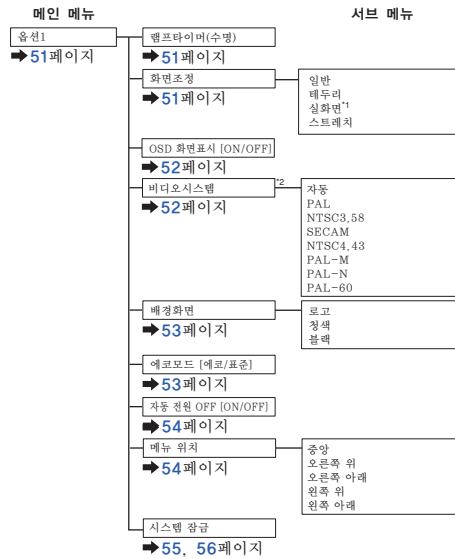 메인 메뉴
서브 메뉴
옵션1
➡51페이지
램프타이머(수명)
➡51페이지
화면조정
➡51페이지
일반
테두리
실화면*1
스트레치
OSD 화면표시 [ON/OFF]
➡52페이지
비디오시스템 *2
➡52페이지
자동
PAL
NTSC3.58
SECAM
NTSC4.43
PAL-M
PAL-N
PAL-60
배경화면
➡53페이지
로고
청색
블랙
에코모드 [에코/표준]
➡53페이지
자동 전원 OFF [ON/OFF]
➡54페이지
메뉴 위치
➡54페이지
중앙
오른쪽 위
오른쪽 아래
왼쪽 위
왼쪽 아래
시스템 잠금
➡55, 56페이지